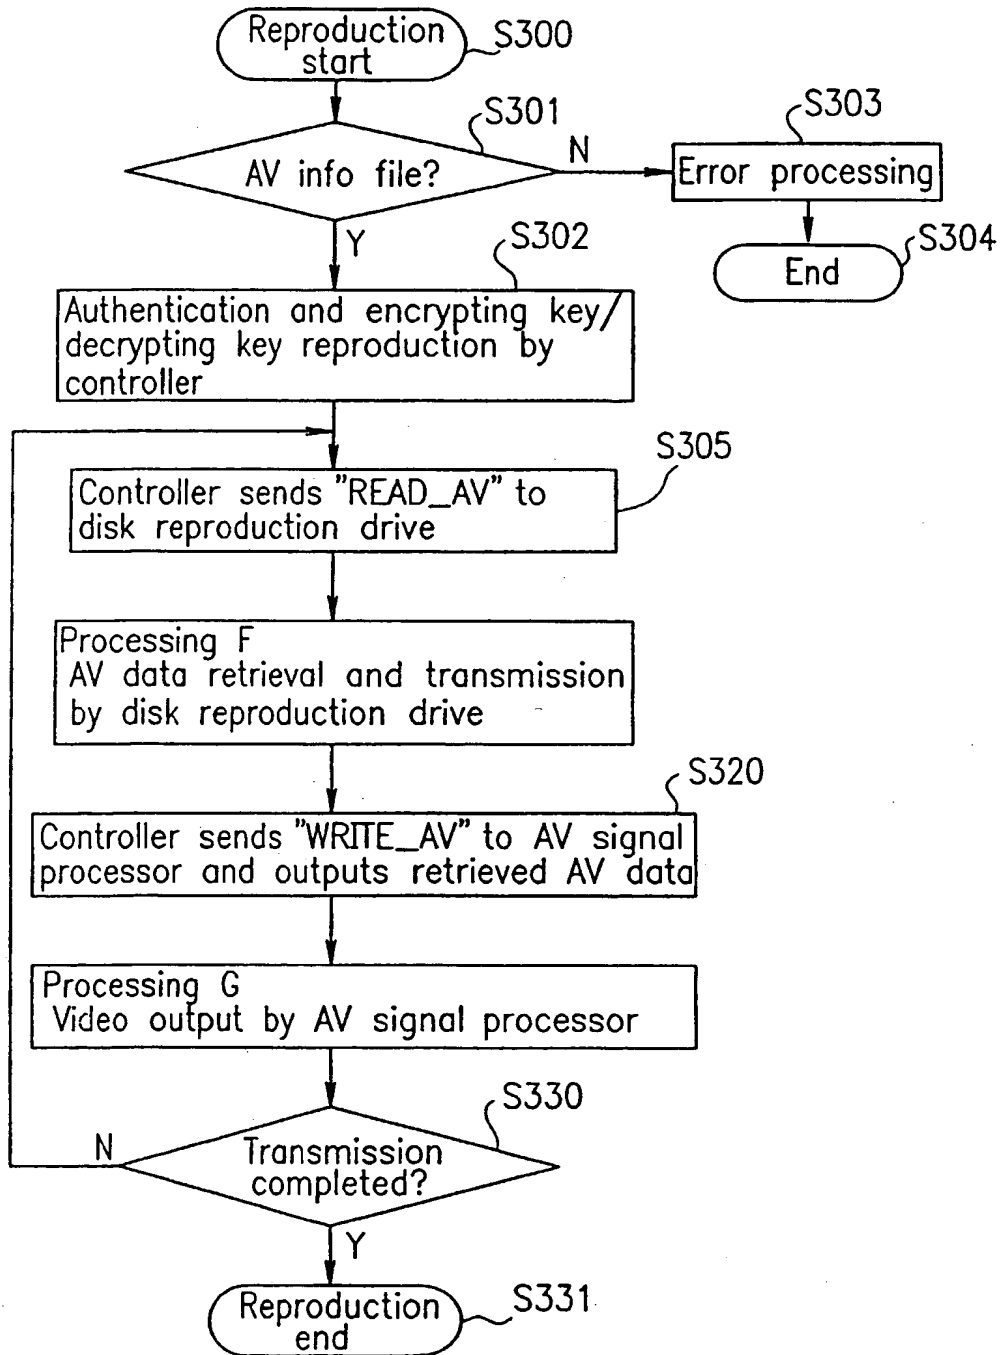 Reproduction
start
S300
S301
AV info file?
N
S303
Error processing
Y
S304
End
S302
Authentication and encrypting key/
decrypting key reproduction by
controller
S305
Controller sends "READ_AV" to
disk reproduction drive
Processing F
AV data retrieval and transmission
by disk reproduction drive
S320
Controller sends "WRITE_AV" to AV signal
processor and outputs retrieved AV data
Processing G
Video output by AV signal processor
S330
N
Transmission
completed?
Y
Reproduction
end
S331